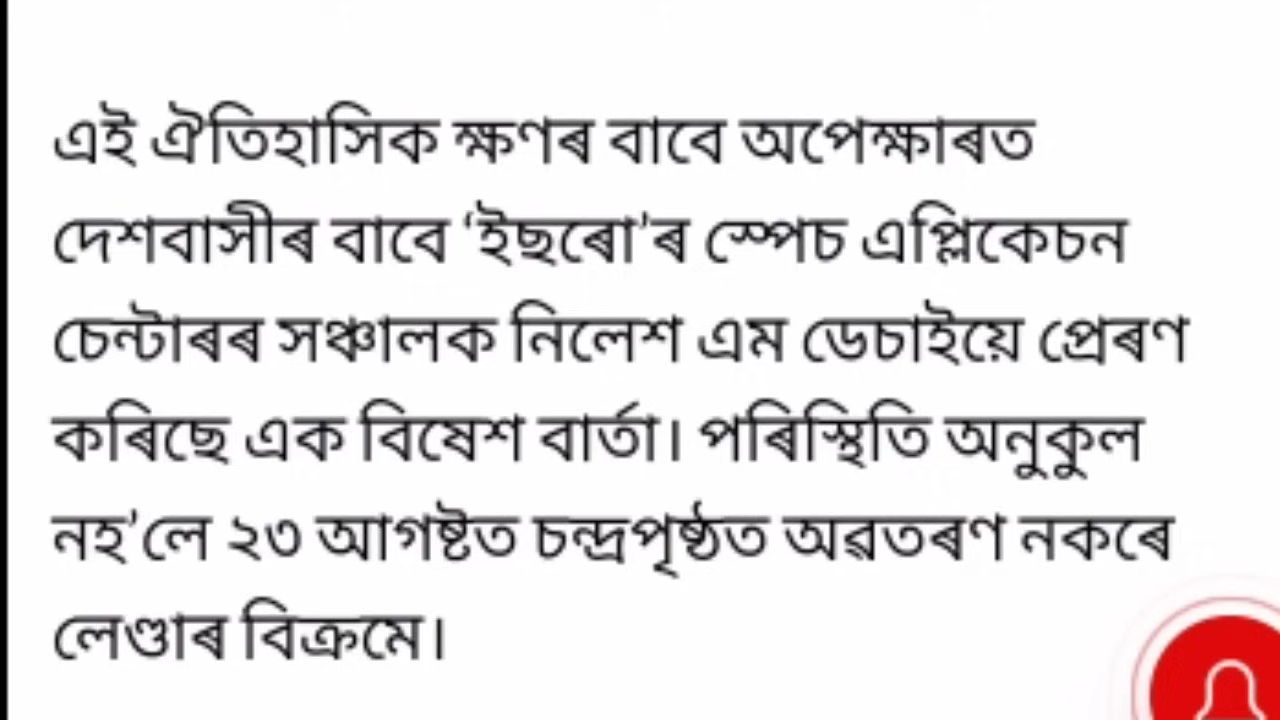 এই ঐতিহাসিক ক্ষণৰ বাবে অপেক্ষাৰত
দেশবাসীৰ বাবে ‘ইছৰো’ৰ স্পেচ এপ্লিকেচন
চেন্টাৰৰ সঞ্চালক নিলেশ এম ডেচাইয়ে প্ৰেৰণ
কৰিছে এক বিষেশ বাৰ্তা। পৰিস্থিতি অনুকুল
নহ'লে ২৩ আগষ্টত চন্দ্ৰপৃষ্ঠত অৱতৰণ নকৰে
লেণ্ডাৰ বিক্ৰমে।